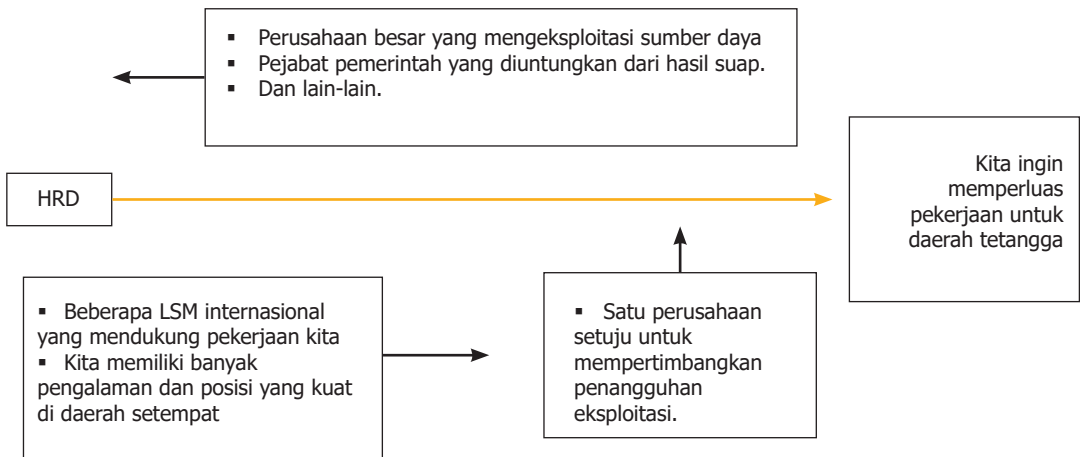 ▪ Perusahaan besar yang mengeksploitasi sumber daya
▪ Pejabat pemerintah yang diuntungkan dari hasil suap.
▪ Dan lain-lain.
HRD
Kita ingin
memperluas
pekerjaan untuk
daerah tetangga
▪ Beberapa LSM internasional
yang mendukung pekerjaan kita
▪ Kita memiliki banyak
pengalaman dan posisi yang kuat
di daerah setempat
▪ Satu perusahaan
setuju untuk
mempertimbangkan
penangguhan
eksploitasi.